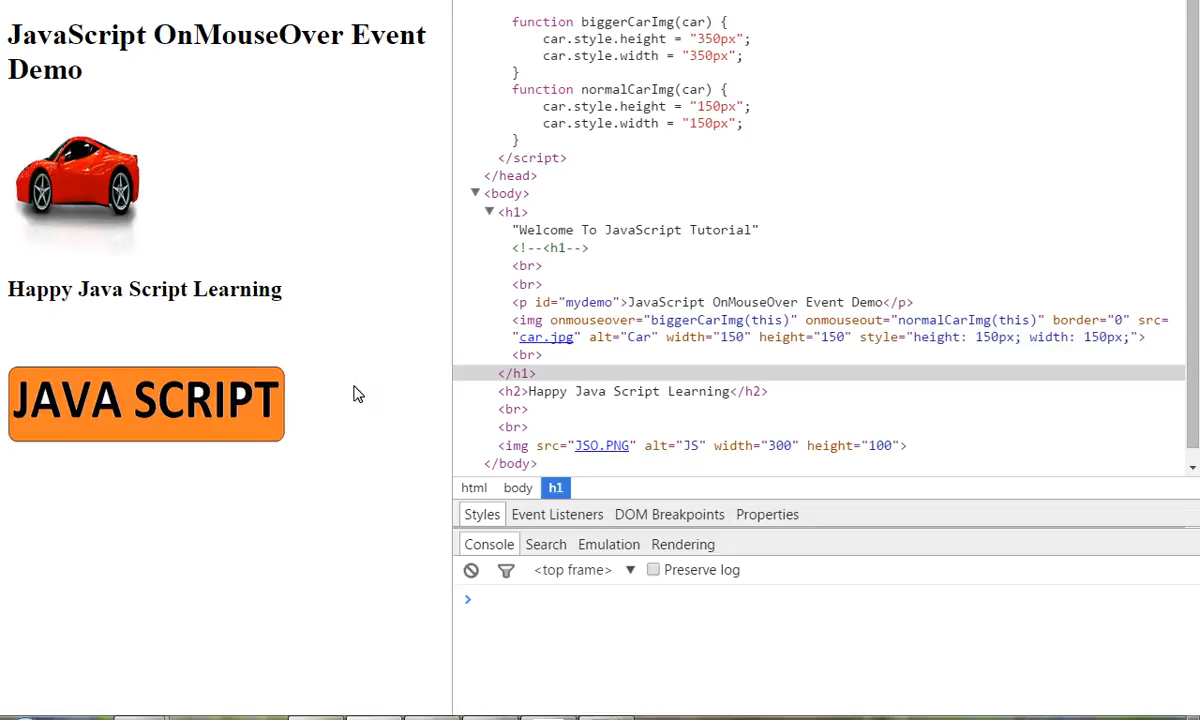 JavaScript OnMouseOver Event
Demo
Happy Java Script Learning
JAVA SCRIPT
function biggerCarImg(car) {
car.style.height = "350px";
car.style.width = "350px";
}
function normalCarImg(car) {
car.style.height = "150px";
car.style.width = "150px";
}
</script>
</head>
<body>
<h1>
"Welcome To JavaScript Tutorial"
<!--<h1-->
<br>
<br>
<p id="mydemo">JavaScript OnMouseOver Event Demo</p>
<img onmouseover="biggerCarImg(this)" onmouseout="normalCarImg(this)" border="0" src=
"car.jpg" alt="Car" width="150" height="150" style="height: 150px; width: 150px;">
<br>
</h1>
<h2>Happy Java Script Learning</h2>
<br>
<br>
<img src="JSO.PNG" alt="JS" width="300" height="100">
</body>
html body h1
Styles Event Listeners DOM Breakpoints Properties
Console Search Emulation Rendering
<top frame> Preserve log